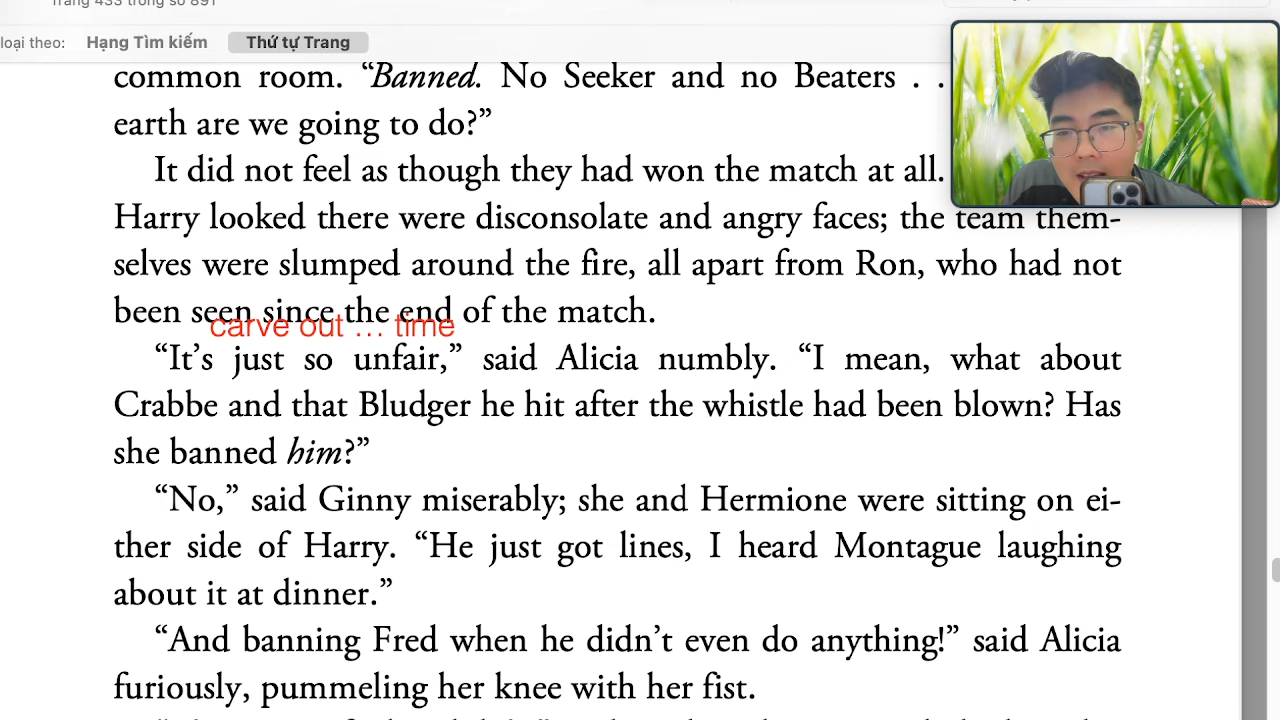 Trang 433 trong số 891
loại theo: Hạng Tìm kiếm Thứ tự Trang
common room. “Banned. No Seeker and no Beaters . .
earth are we going to do?”
It did not feel as though they had won the match at all.
Harry looked there were disconsolate and angry faces; the team them-
selves were slumped around the fire, all apart from Ron, who had not
been seen since the end of the match.
carve out ... time
“It’s just so unfair,” said Alicia numbly. “I mean, what about
Crabbe and that Bludger he hit after the whistle had been blown? Has
she banned him?”
“No,” said Ginny miserably; she and Hermione were sitting on ei-
ther side of Harry. “He just got lines, I heard Montague laughing
about it at dinner.”
“And banning Fred when he didn’t even do anything!” said Alicia
furiously, pummeling her knee with her fist.